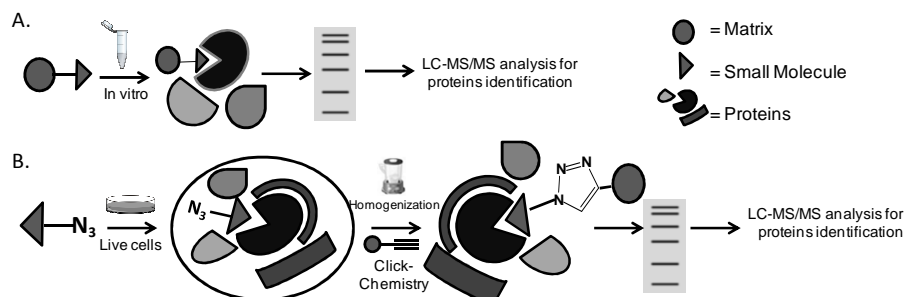 A.
In vitro
LC-MS/MS analysis for
proteins identification
= Matrix
= Small Molecule
= Proteins
B.
N₃
Live cells
N₃
Homogenization
Click-
Chemistry
N
N
N
LC-MS/MS analysis for
proteins identification